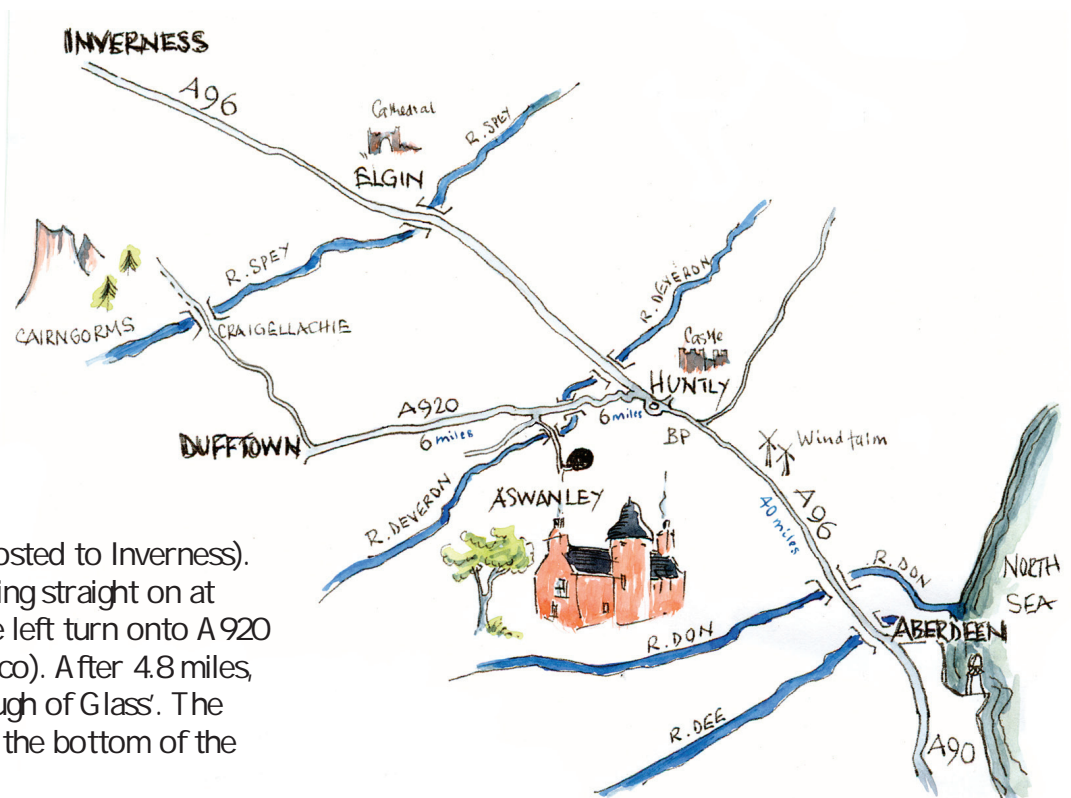 INVERNESS
A96
Cathedral
R. SPEY
ELGIN
R. SPEY
R. DEVERON
CAIRNGORMS
CRAIGELLACHIE
Castle
HUNTLY
A920
6 miles
6 miles
BP
DUFFTOWN
Windfarm
ASWANLEY
A96
40 miles
R. DEVERON
R. DON
NORTH
SEA
ABERDEEN
R. DON
R. DEE
A90
osted to Inverness).
ing straight on at
e left turn onto A920
co). After 4.8 miles,
ugh of Glass'. The
the bottom of the